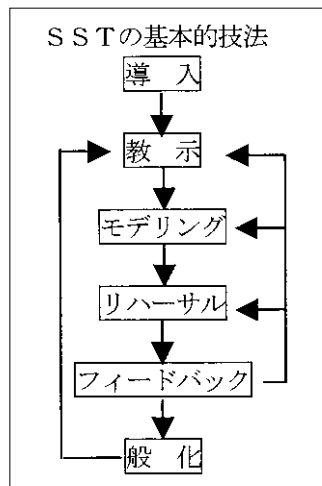 ＳＳＴの基本的技法
導　入
教　示
モデリング
リハーサル
フィードバック
般　化